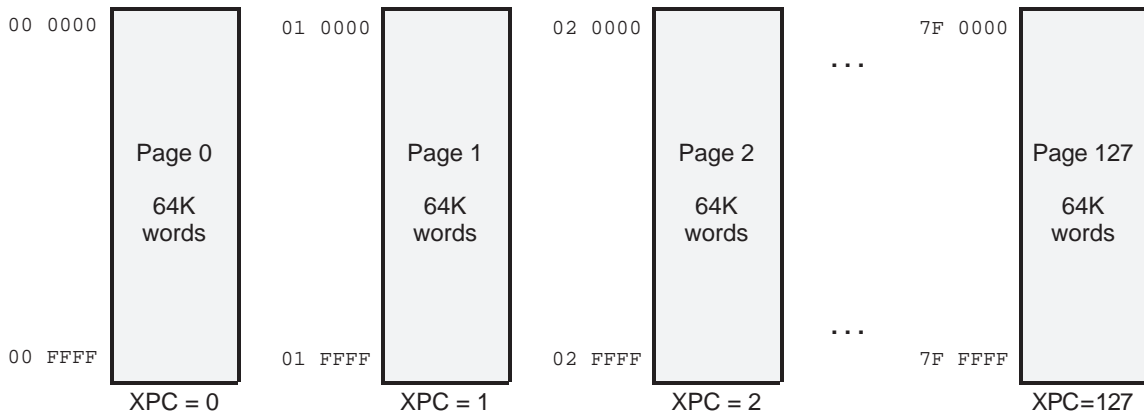 00 0000
01 0000
02 0000
7F 0000
...
Page 0
Page 1
Page 2
Page 127
64K
words
64K
words
64K
words
64K
words
...
00 FFFF
01 FFFF
02 FFFF
7F FFFF
XPC = 0
XPC = 1
XPC = 2
XPC=127